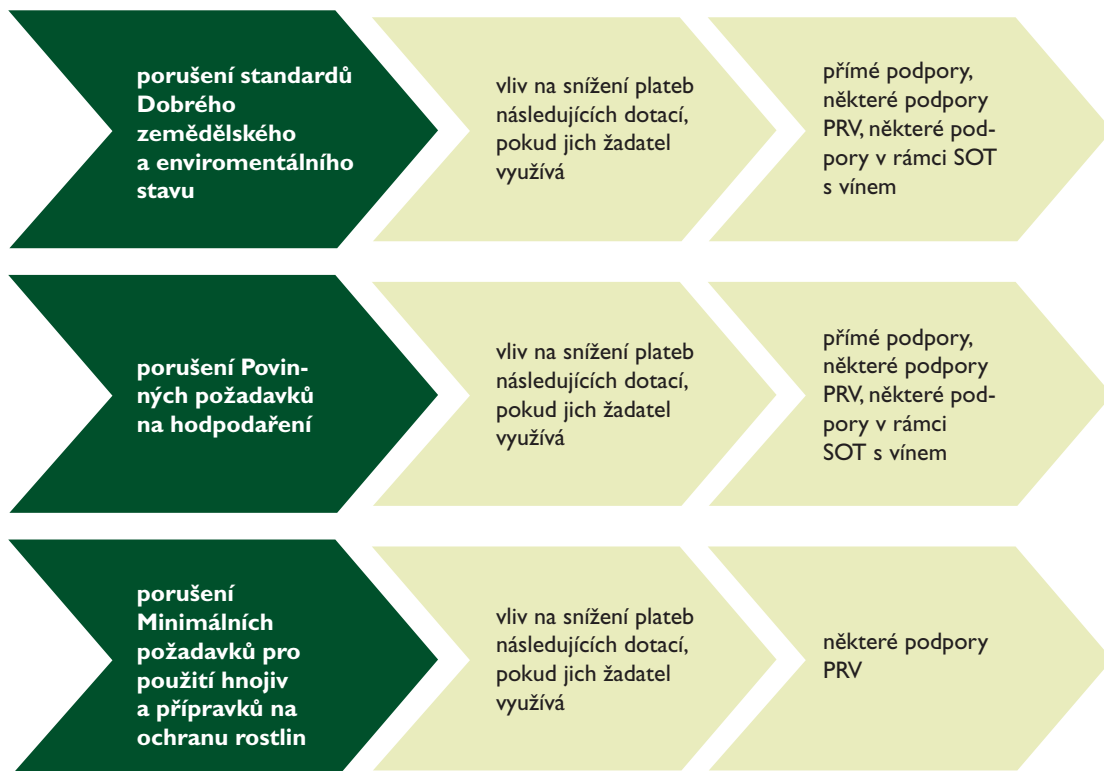 porušení standardů
Dobrého
zemědělského
a enviromentálního
stavu
vliv na snížení plateb
následujících dotací,
pokud jich žadatel
využívá
přímé podpory,
některé podpory
PRV, některé pod-
pory v rámci SOT
s vínem
porušení Povin-
ných požadavků
na hodpodaření
vliv na snížení plateb
následujících dotací,
pokud jich žadatel
využívá
přímé podpory,
některé podpory
PRV, některé pod-
pory v rámci
SOT s vínem
porušení
Minimálních
požadavků pro
použití hnojiv
a přípravků na
ochranu rostlin
vliv na snížení plateb
následujících dotací,
pokud jich žadatel
využívá
některé podpory
PRV